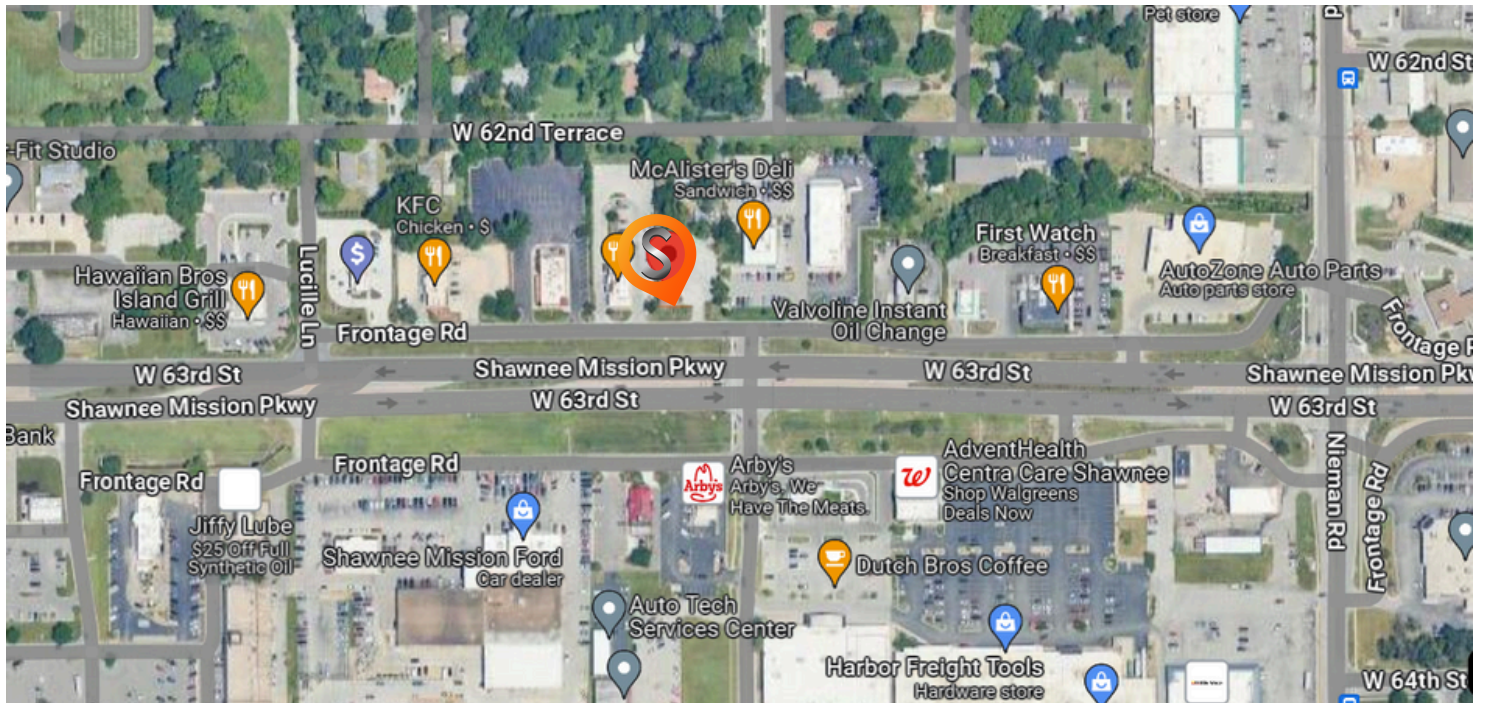 Pet store
W 62nd St
W 62nd Terrace
-Fit Studio
McAlister's Deli
Sandwich • $$
KFC
Chicken • $
$
S
First Watch
Breakfast • $$
Lucille Ln
Hawaiian Bros
Island Grill
Hawaiian • $$
AutoZone Auto Parts
Auto parts store
Valvoline Instant
Oil Change
Frontage Rd
Frontage R
W 63rd St
Shawnee Mission Pkwy
W 63rd St
Shawnee Mission Pkw
Shawnee Mission Pkwy
W 63rd St
W 63rd St
Bank
Frontage Rd
Frontage Rd
Arby's
Arby's
Arby's, We
Have The Meats.
W
AdventHealth
Centra Care Shawnee
Shop Walgreens
Deals Now
Nieman Rd
Frontage Rd
Jiffy Lube
$25 Off Full
Synthetic Oil
Shawnee Mission Ford
Car dealer
Dutch Bros Coffee
Auto Tech
Services Center
Harbor Freight Tools
Hardware store
W 64th St